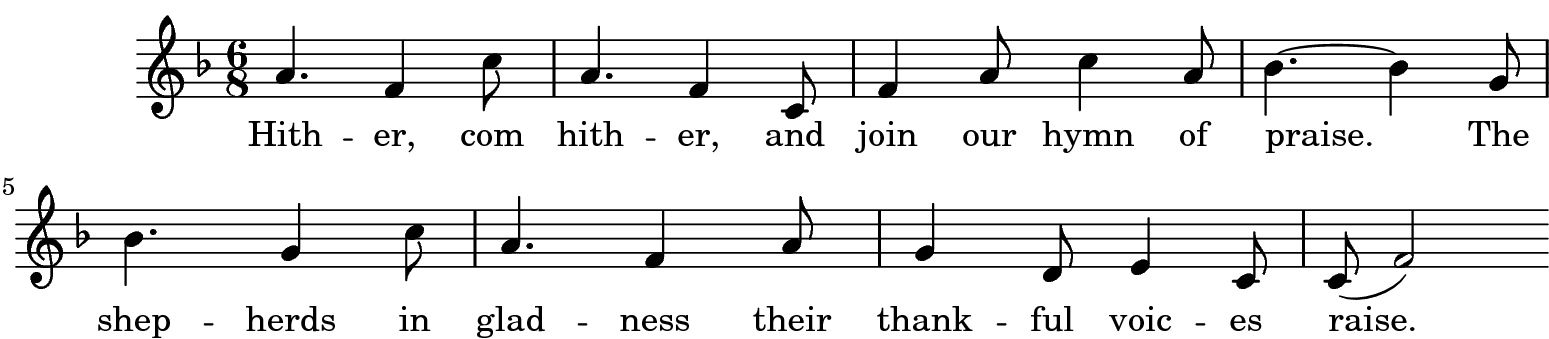 6
8
Hith - er, com hith - er, and join our hymn of praise. The
5
shep - herds in glad - ness their thank - ful voic - es raise.